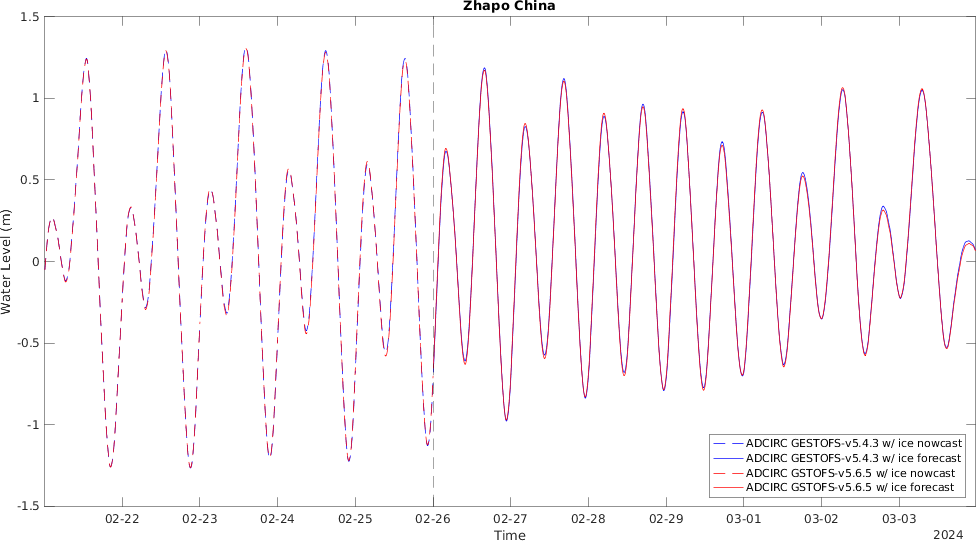 Zhapo China
Water Level (m)
1.5
1
0.5
0
-0.5
-1
-1.5
ADCIRC GESTOFS-v5.4.3 w/ ice nowcast
ADCIRC GESTOFS-v5.4.3 w/ ice forecast
ADCIRC GSTOFS-v5.6.5 w/ ice nowcast
ADCIRC GSTOFS-v5.6.5 w/ ice forecast
02-22 02-23 02-24 02-25 02-26 02-27 02-28 02-29 03-01 03-02 03-03
Time
2024